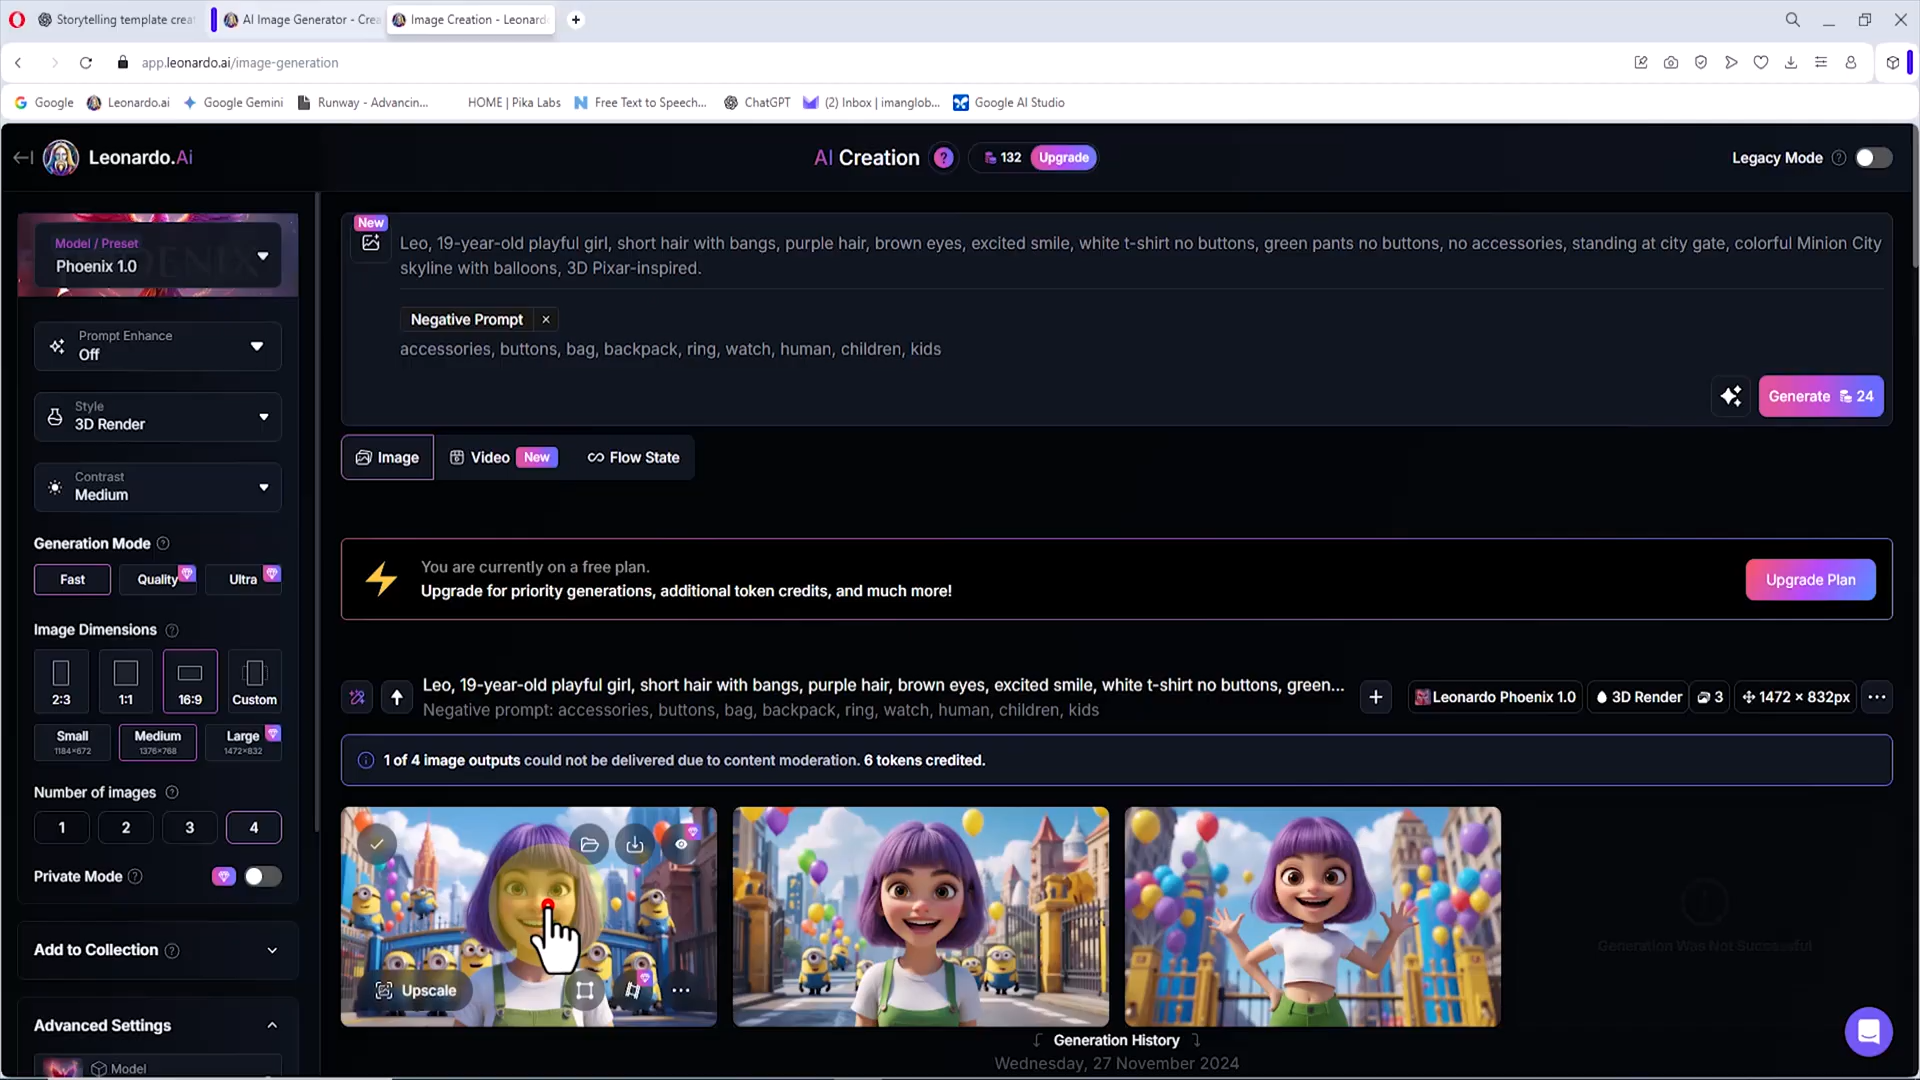 Storytelling template crea
AI Image Generator - Crea
Image Creation - Leonardo
app.leonardo.ai/image-generation
Google
Leonardo.ai
Google Gemini
Runway - Advancin...
HOME | Pika Labs
Free Text to Speech...
ChatGPT
(2) Inbox | imanglob...
Google AI Studio
Leonardo.Ai
AI Creation
?
132
Upgrade
Legacy Mode
Model / Preset
Phoenix 1.0
New
Leo, 19-year-old playful girl, short hair with bangs, purple hair, brown eyes, excited smile, white t-shirt no buttons, green pants no buttons, no accessories, standing at city gate, colorful Minion City
skyline with balloons, 3D Pixar-inspired.
Negative Prompt ×
accessories, buttons, bag, backpack, ring, watch, human, children, kids
Generate 24
Prompt Enhance
Off
Style
3D Render
Contrast
Medium
Image
Video New
Flow State
Generation Mode
Fast
Quality
Ultra
You are currently on a free plan.
Upgrade for priority generations, additional token credits, and much more!
Upgrade Plan
Image Dimensions
2:3
1:1
16:9
Custom
Small
1184×672
Medium
1376×768
Large
1472×832
Leo, 19-year-old playful girl, short hair with bangs, purple hair, brown eyes, excited smile, white t-shirt no buttons, green...
Negative prompt: accessories, buttons, bag, backpack, ring, watch, human, children, kids
Leonardo Phoenix 1.0
3D Render
3
1472 × 832px
1 of 4 image outputs could not be delivered due to content moderation. 6 tokens credited.
Number of images
1
2
3
4
Private Mode
Add to Collection
Advanced Settings
Model
Upscale
Generation Was Not Successful
Generation History
Wednesday, 27 November 2024